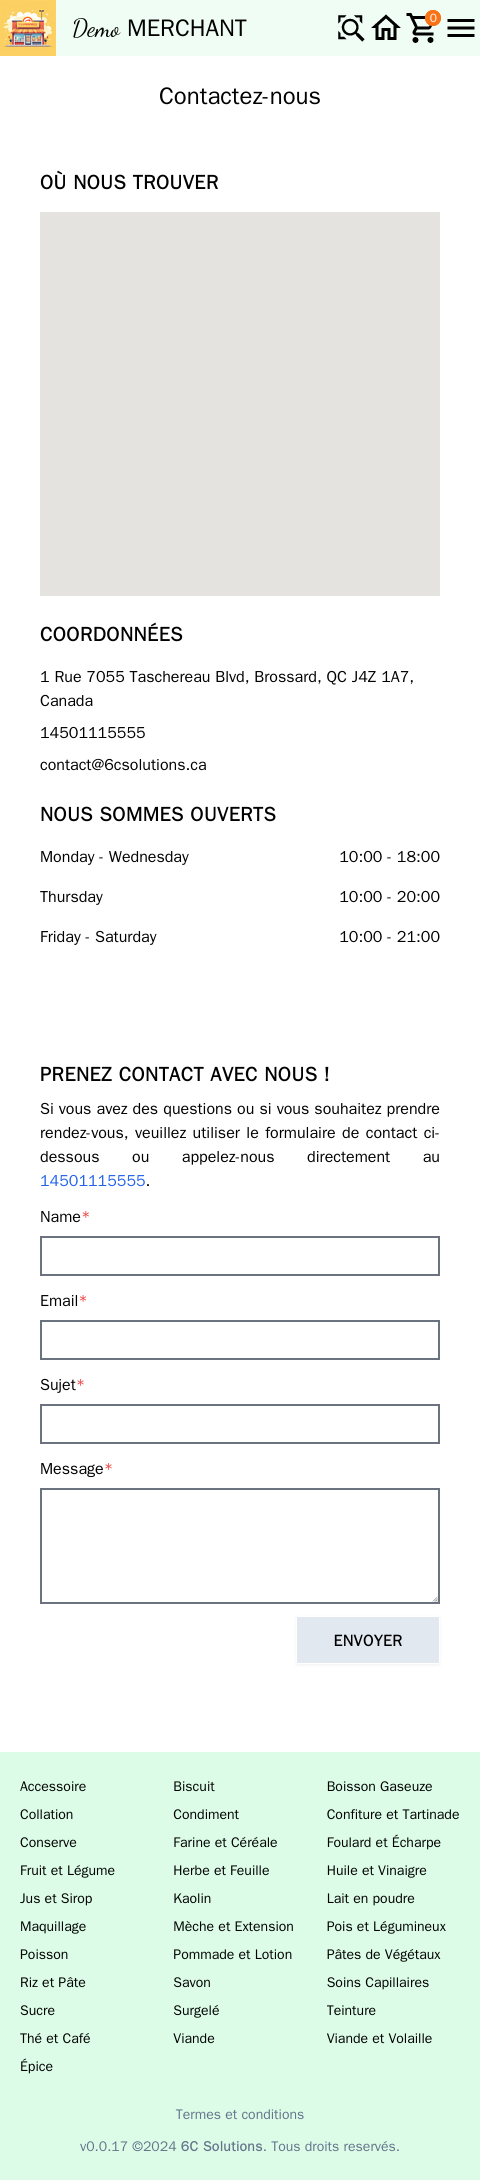 Demo MERCHANT
0
Contactez-nous
OÙ NOUS TROUVER
COORDONNÉES
1 Rue 7055 Taschereau Blvd, Brossard, QC J4Z 1A7,
Canada
14501115555
contact@6csolutions.ca
NOUS SOMMES OUVERTS
Monday - Wednesday 10:00 - 18:00
Thursday 10:00 - 20:00
Friday - Saturday 10:00 - 21:00
PRENEZ CONTACT AVEC NOUS !
Si vous avez des questions ou si vous souhaitez prendre
rendez-vous, veuillez utiliser le formulaire de contact ci-
dessous ou appelez-nous directement au
14501115555.
Name*
Email*
Sujet*
Message*
ENVOYER
Accessoire Biscuit Boisson Gaseuze
Collation Condiment Confiture et Tartinade
Conserve Farine et Céréale Foulard et Écharpe
Fruit et Légume Herbe et Feuille Huile et Vinaigre
Jus et Sirop Kaolin Lait en poudre
Maquillage Mèche et Extension Pois et Légumineux
Poisson Pommade et Lotion Pâtes de Végétaux
Riz et Pâte Savon Soins Capillaires
Sucre Surgelé Teinture
Thé et Café Viande Viande et Volaille
Épice
Termes et conditions
v0.0.17 ©2024 6C Solutions. Tous droits reservés.